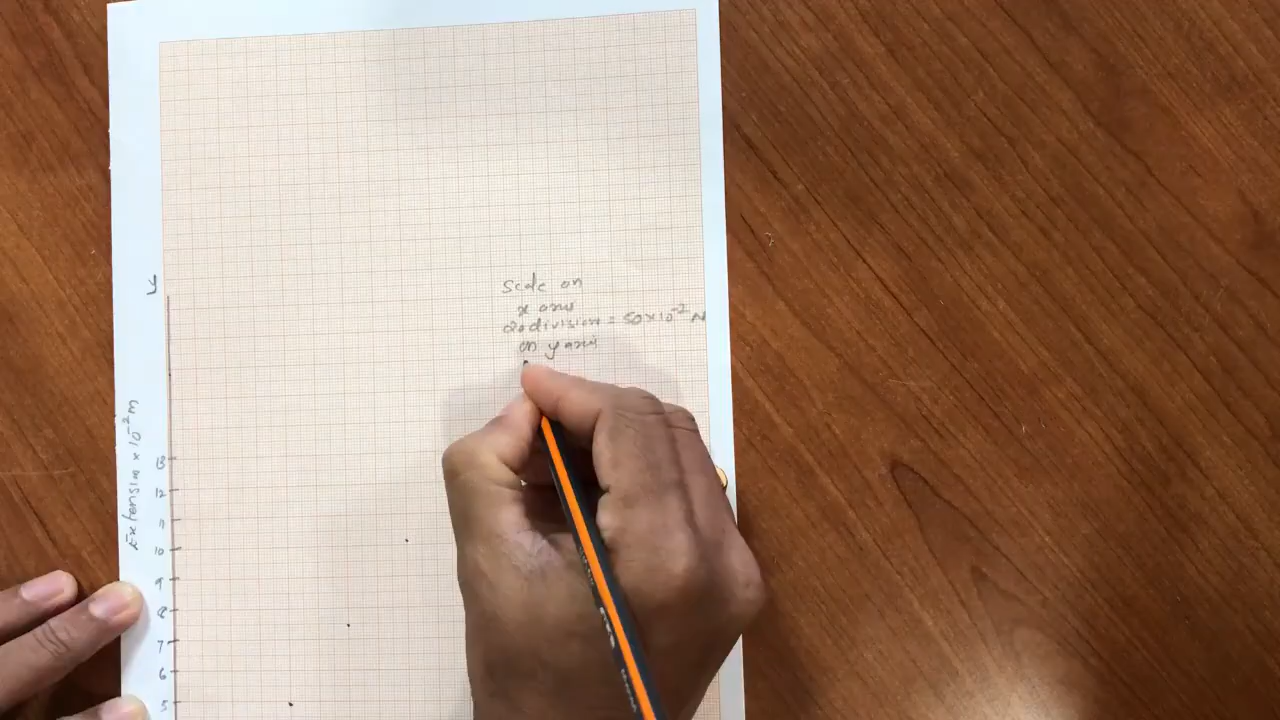 Scale on
x axis
20 division = 50 x 10⁻² N
on y axis
Y
Extension x 10⁻² m
13
12
11
10
9
8
7
6
5